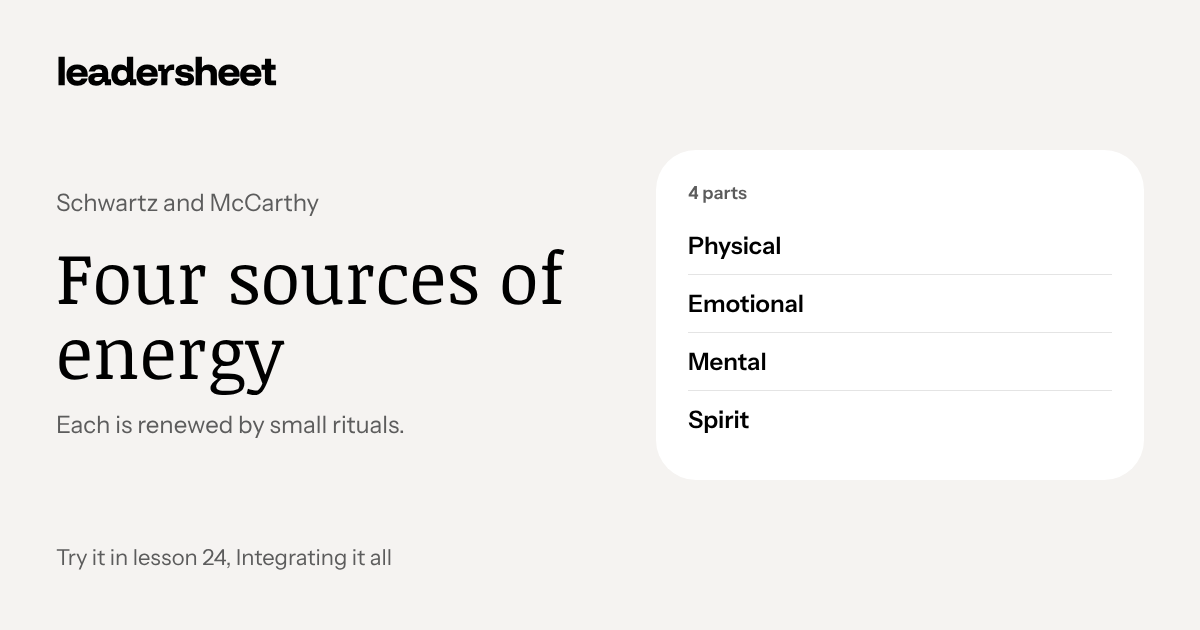 leadersheet
Schwartz and McCarthy
Four sources of
energy
Each is renewed by small rituals.
Try it in lesson 24, Integrating it all
4 parts
Physical
Emotional
Mental
Spirit